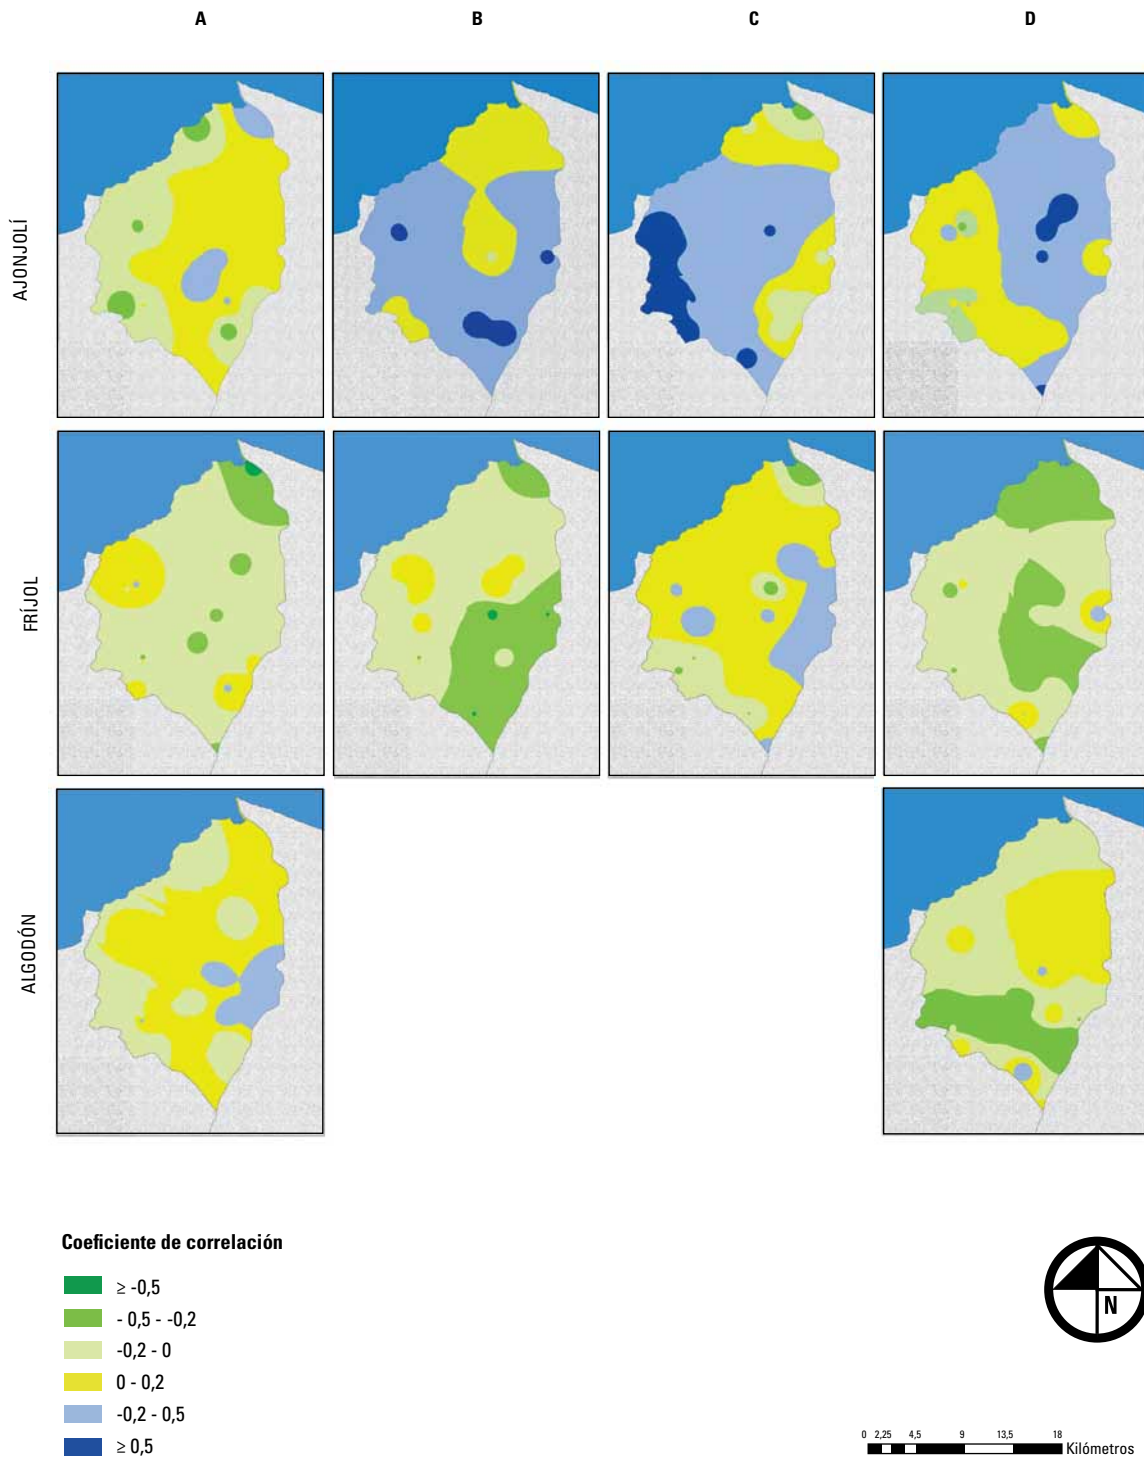 A B C D
AJONJOLÍ
FRÍJOL
ALGODÓN
Coeficiente de correlación
≥ -0,5
- 0,5 - -0,2
-0,2 - 0
0 - 0,2
-0,2 - 0,5
≥ 0,5
N
0 2,25 4,5 9 13,5 18
Kilómetros